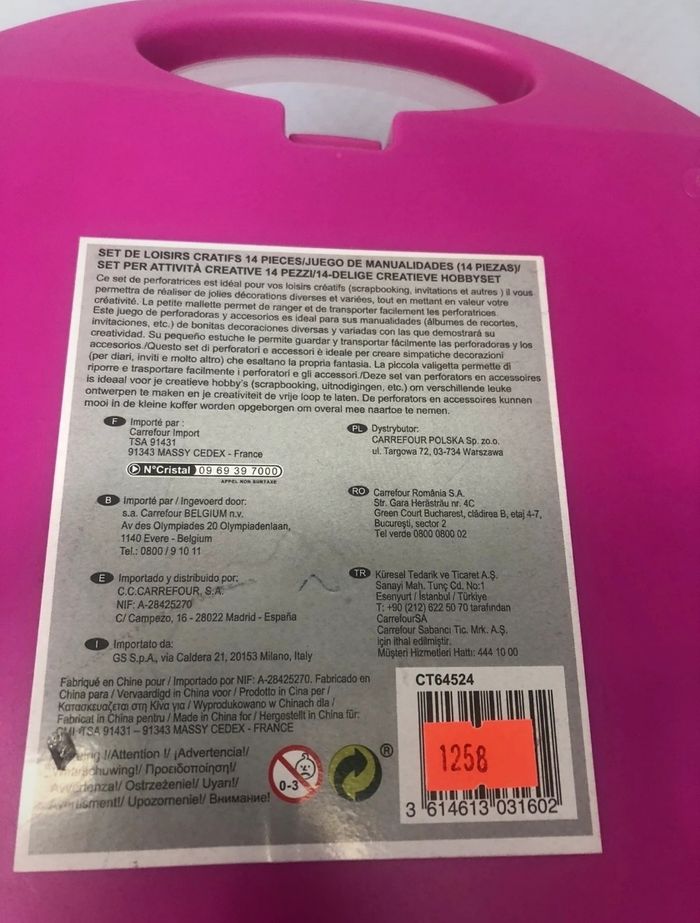 SET DE LOISIRS CRATIFS 14 PIECES/JUEGO DE MANUALIDADES (14 PIEZAS)/
SET PER ATTIVITÀ CREATIVE 14 PEZZI/14-DELIGE CREATIEVE HOBBYSET
Ce set de perforatrices est idéal pour vos loisirs créatifs (scrapbooking, invitations et autres ) il vous
permettra de réaliser de jolies décorations diverses et variées, tout en mettant en valeur votre
créativité. La petite mallette permet de ranger et de transporter facilement les perforatrices.
Este juego de perforadoras y accesorios es ideal para sus manualidades (álbumes de recortes,
invitaciones, etc.) de bonitas decoraciones diversas y variadas con las que demostrará su
creatividad. Su pequeño estuche le permite guardar y transportar fácilmente las perforadoras y los
accesorios./Questo set di perforatori e accessori è ideale per creare simpatiche decorazioni
(per diari, inviti e molto altro) che esaltano la propria fantasia. La piccola valigetta permette di
riporre e trasportare facilmente i perforatori e gli accessori./Deze set van perforators en accessoires
is ideaal voor je creatieve hobby's (scrapbooking, uitnodigingen, etc.) om verschillende leuke
ontwerpen te maken en je creativiteit de vrije loop te laten. De perforators en accessoires kunnen
mooi in de kleine koffer worden opgeborgen om overal mee naartoe te nemen.
F Importé par :
Carrefour Import
TSA 91431
91343 MASSY CEDEX - France
N°Cristal 09 69 39 7000
APPEL NON SURTAXE
B Importé par / Ingevoerd door:
s.a. Carrefour BELGIUM n.v.
Av des Olympiades 20 Olympiadenlaan,
1140 Evere - Belgium
Tel.: 0800 / 9 10 11
E Importado y distribuido por:
C.C.CARREFOUR, S.A.
NIF: A-28425270
C/ Campezo, 16 - 28022 Madrid - España
I Importato da:
GS S.p.A., via Caldera 21, 20153 Milano, Italy
PL Dystrybutor:
CARREFOUR POLSKA Sp. zo.o.
ul. Targowa 72, 03-734 Warszawa
RO Carrefour România S.A.
Str. Gara Herăstrău nr. 4C
Green Court Bucharest, clădirea B, etaj 4-7,
Bucureşti, sector 2
Tel verde 0800 0800 02
TR Küresel Tedarik ve Ticaret A.Ş.
Sanayi Mah. Tunç Cd. No:1
Esenyurt / İstanbul / Türkiye
T: +90 (212) 622 50 70 tarafından
CarrefourSA
Carrefour Sabancı Tic. Mrk. A.Ş.
için ithal edilmiştir.
Müşteri Hizmetleri Hattı: 444 10 00
Fabriqué en Chine pour / Importado por NIF: A-28425270. Fabricado en
China para / Vervaardigd in China voor / Prodotto in Cina per /
Κατασκευάζεται στη Κίνα για / Wyprodukowano w Chinach dla /
Fabricat in China pentru / Made in China for / Hergestellt in China für:
TSA 91431 – 91343 MASSY CEDEX - FRANCE
!/Attention !/ ¡Advertencia!/
Προειδοποίηση!/
Ostrzeżenie!/ Uyarı!/
Upozornenie!/ Внимание!
0-3
®
CT64524
1258
3 614613 031602